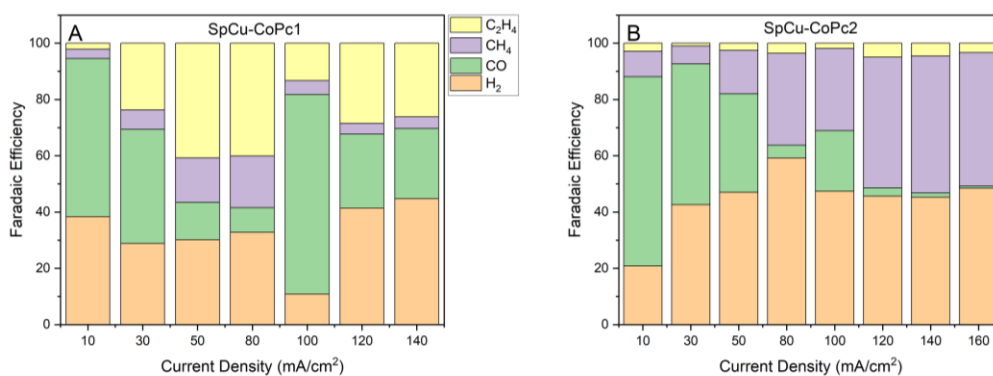 A
SpCu-CoPc1
C₂H₄
CH₄
CO
H₂
100
80
60
40
20
0
Faradaic Efficiency
10 30 50 80 100 120 140
Current Density (mA/cm²)
B
SpCu-CoPc2
100
80
60
40
20
0
Faradaic Efficiency
10 30 50 80 100 120 140 160
Current Density (mA/cm²)